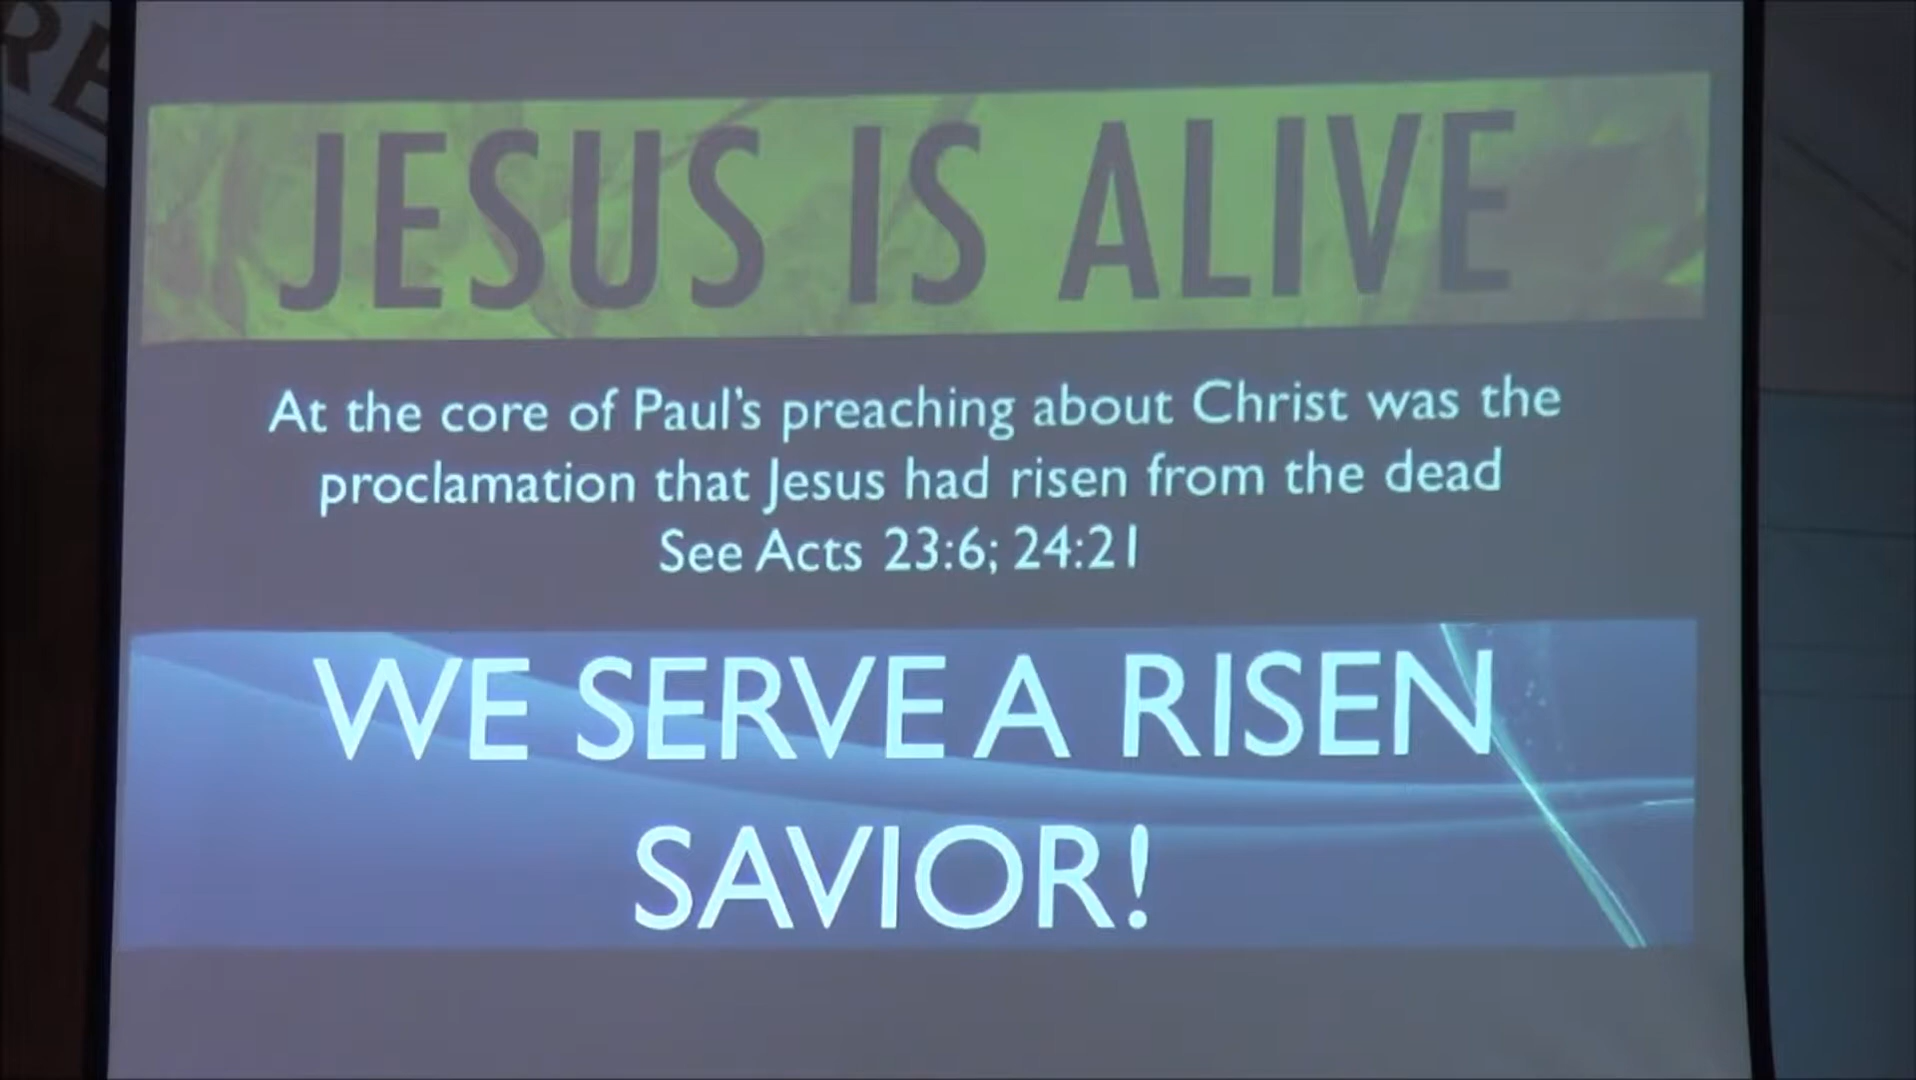 RE
JESUS IS ALIVE
At the core of Paul's preaching about Christ was the
proclamation that Jesus had risen from the dead
See Acts 23:6; 24:21
WE SERVE A RISEN
SAVIOR!